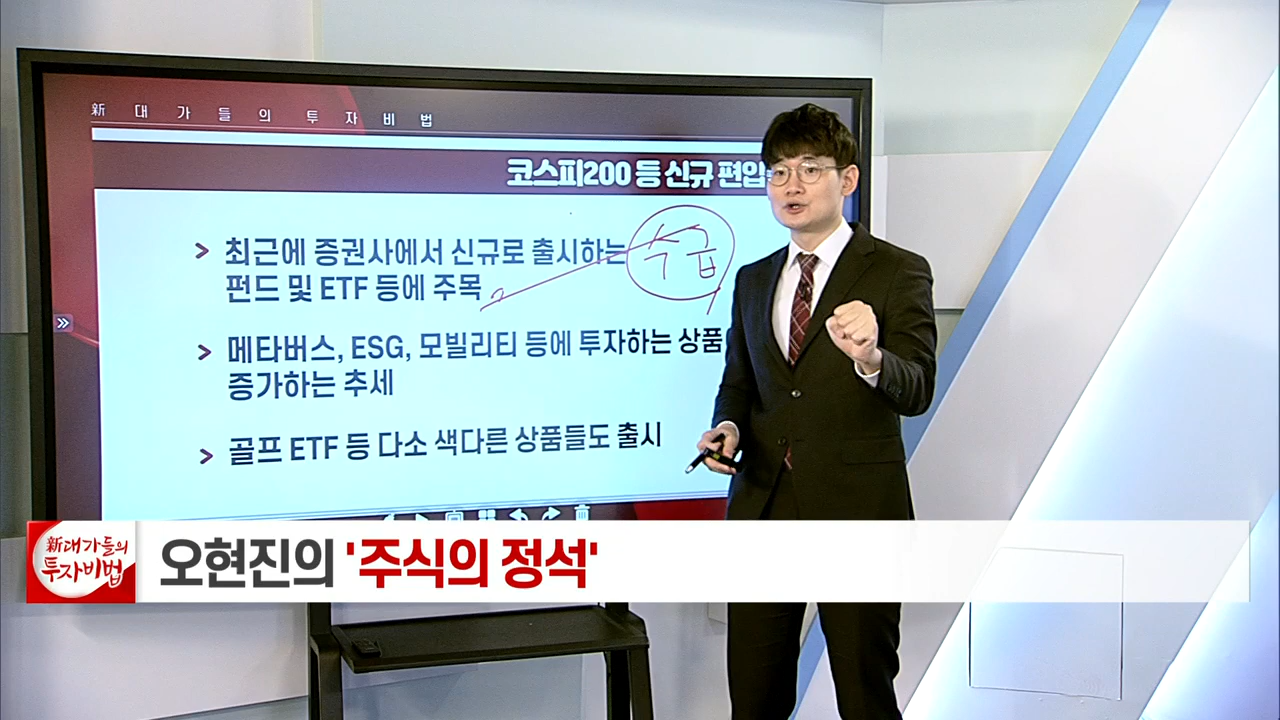 新 대 가 들 의 투 자 비 법
코스피200 등 신규 편입
최근에 증권사에서 신규로 출시하는
수급
펀드 및 ETF 등에 주목
메타버스, ESG, 모빌리티 등에 투자하는 상품
증가하는 추세
골프 ETF 등 다소 색다른 상품들도 출시
新대가들의
투자비법
오현진의 '주식의 정석'